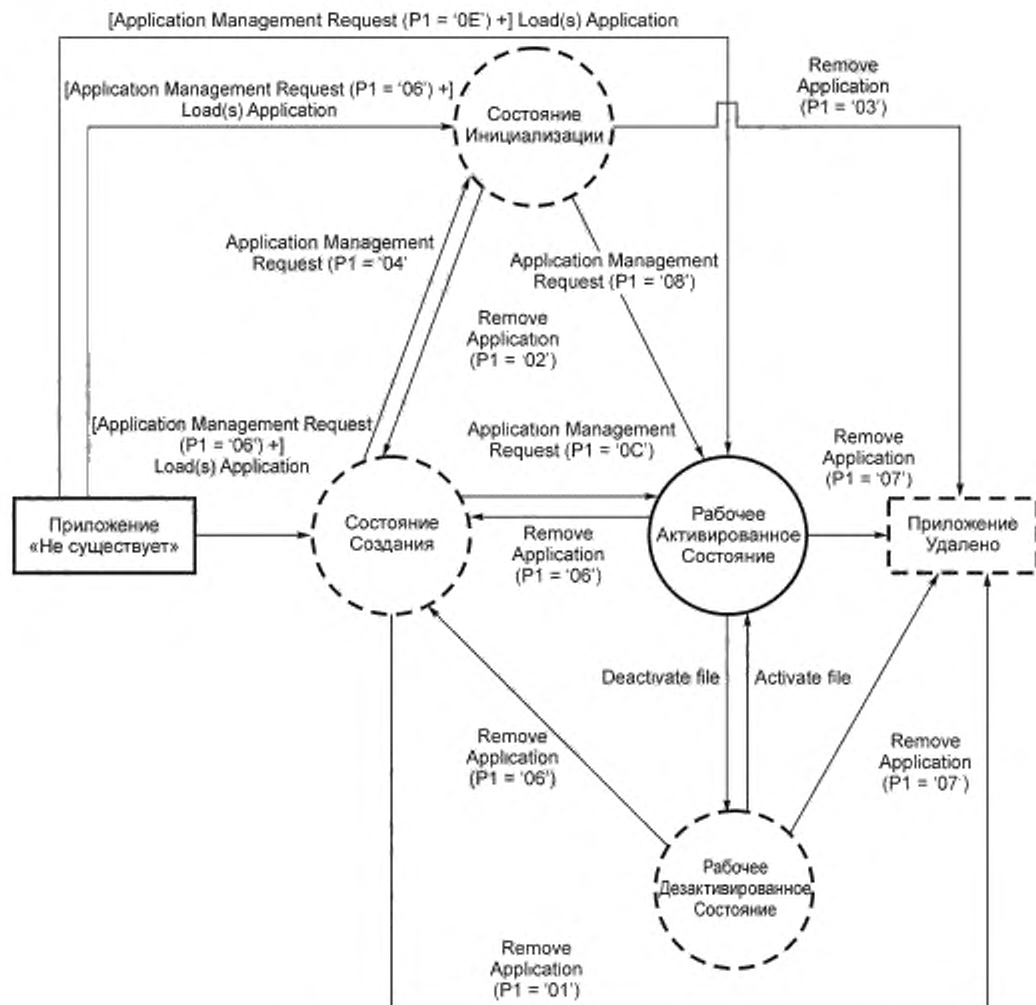 [Application Management Request (P1 = ‘0E’) +] Load(s) Application
[Application Management Request (P1 = ‘06’) +]
Load(s) Application
Состояние
Инициализации
Remove
Application
(P1 = ‘03’)
Application Management
Request (P1 = ‘04’
Application Management
Request (P1 = ‘08’)
Remove
Application
(P1 = ‘02’)
[Application Management Request
(P1 = ‘06’) +]
Load(s) Application
Application Management
Request (P1 = ‘0C’)
Remove
Application
(P1 = ‘07’)
Приложение
«Не существует»
Состояние
Создания
Remove
Application
(P1 = ‘06’)
Рабочее
Активированное
Состояние
Приложение
Удалено
Deactivate file
Activate file
Remove
Application
(P1 = ‘06’)
Remove
Application
(P1 = ‘07’)
Рабочее
Дезактивированное
Состояние
Remove
Application
(P1 = ‘01’)